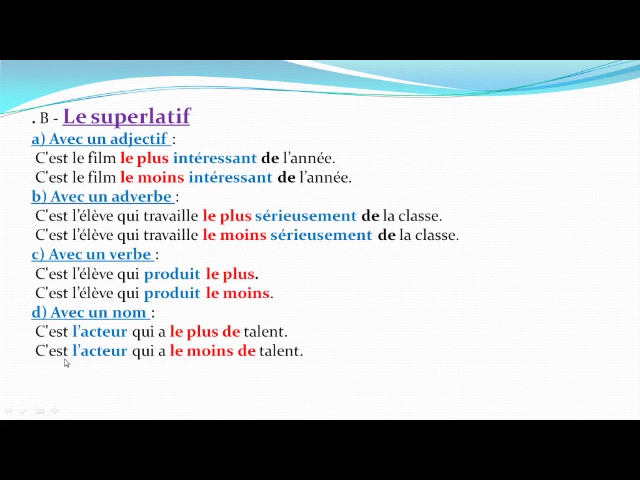 . B - Le superlatif
a) Avec un adjectif :
C'est le film le plus intéressant de l'année.
C'est le film le moins intéressant de l'année.
b) Avec un adverbe :
C'est l'élève qui travaille le plus sérieusement de la classe.
C'est l'élève qui travaille le moins sérieusement de la classe.
c) Avec un verbe :
C'est l'élève qui produit le plus.
C'est l'élève qui produit le moins.
d) Avec un nom :
C'est l'acteur qui a le plus de talent.
C'est l'acteur qui a le moins de talent.